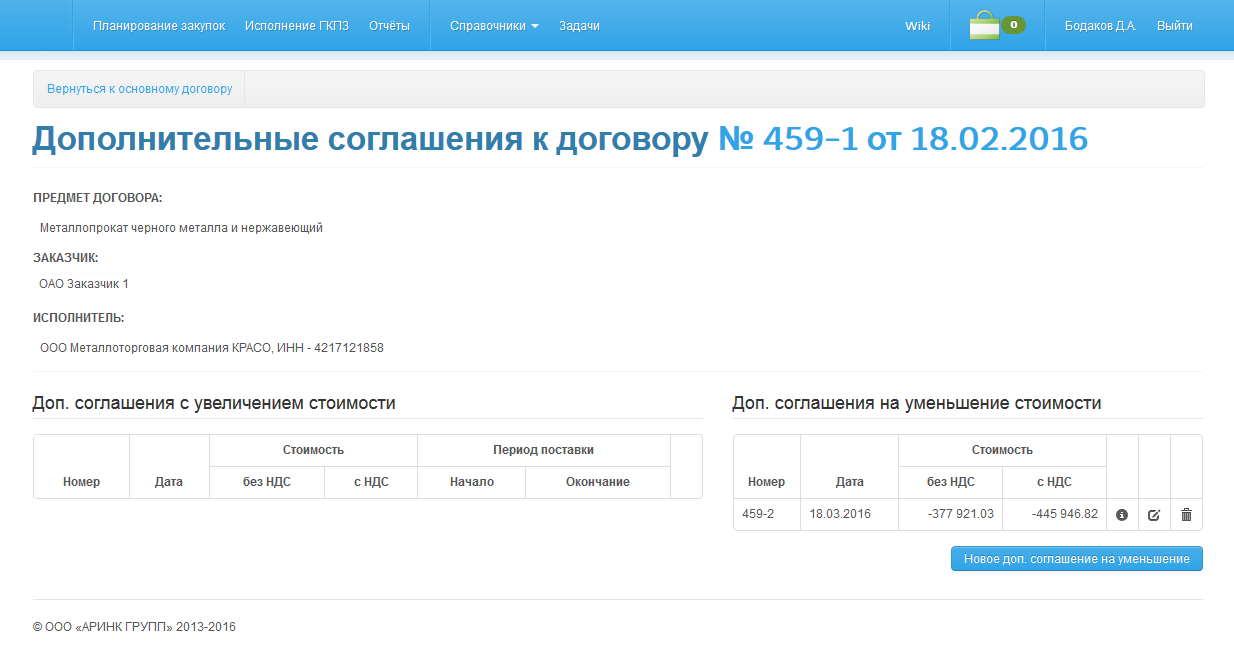 Планирование закупок Исполнение ГКПЗ Отчёты Справочники Задачи Wiki 0 Бодаков Д.А. Выйти
Вернуться к основному договору
Дополнительные соглашения к договору № 459-1 от 18.02.2016
ПРЕДМЕТ ДОГОВОРА:
Металлопрокат черного металла и нержавеющий
ЗАКАЗЧИК:
ОАО Заказчик 1
ИСПОЛНИТЕЛЬ:
ООО Металлоторговая компания КРАСО, ИНН - 4217121858
Доп. соглашения с увеличением стоимости
Стоимость Период поставки
Номер Дата без НДС с НДС Начало Окончание
Доп. соглашения на уменьшение стоимости
Стоимость
Номер Дата без НДС с НДС
459-2 18.03.2016 -377 921.03 -445 946.82
Новое доп. соглашение на уменьшение
© ООО «АРИНК ГРУПП» 2013-2016